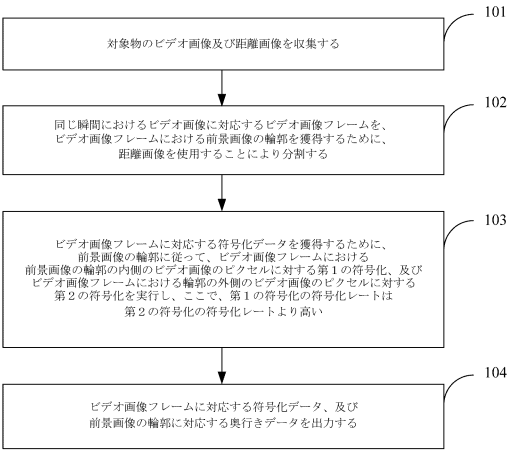 101
対象物のビデオ画像及び距離画像を収集する
102
同じ瞬間におけるビデオ画像に対応するビデオ画像フレームを、
ビデオ画像フレームにおける前景画像の輪郭を獲得するために、
距離画像を使用することにより分割する
103
ビデオ画像フレームに対応する符号化データを獲得するために、
前景画像の輪郭に従って、ビデオ画像フレームにおける
前景画像の輪郭の内側のビデオ画像のピクセルに対する第１の符号化、及び
ビデオ画像フレームにおける輪郭の外側のビデオ画像のピクセルに対する
第２の符号化を実行し、ここで、第１の符号化の符号化レートは
第２の符号化の符号化レートより高い
104
ビデオ画像フレームに対応する符号化データ、及び
前景画像の輪郭に対応する奥行きデータを出力する